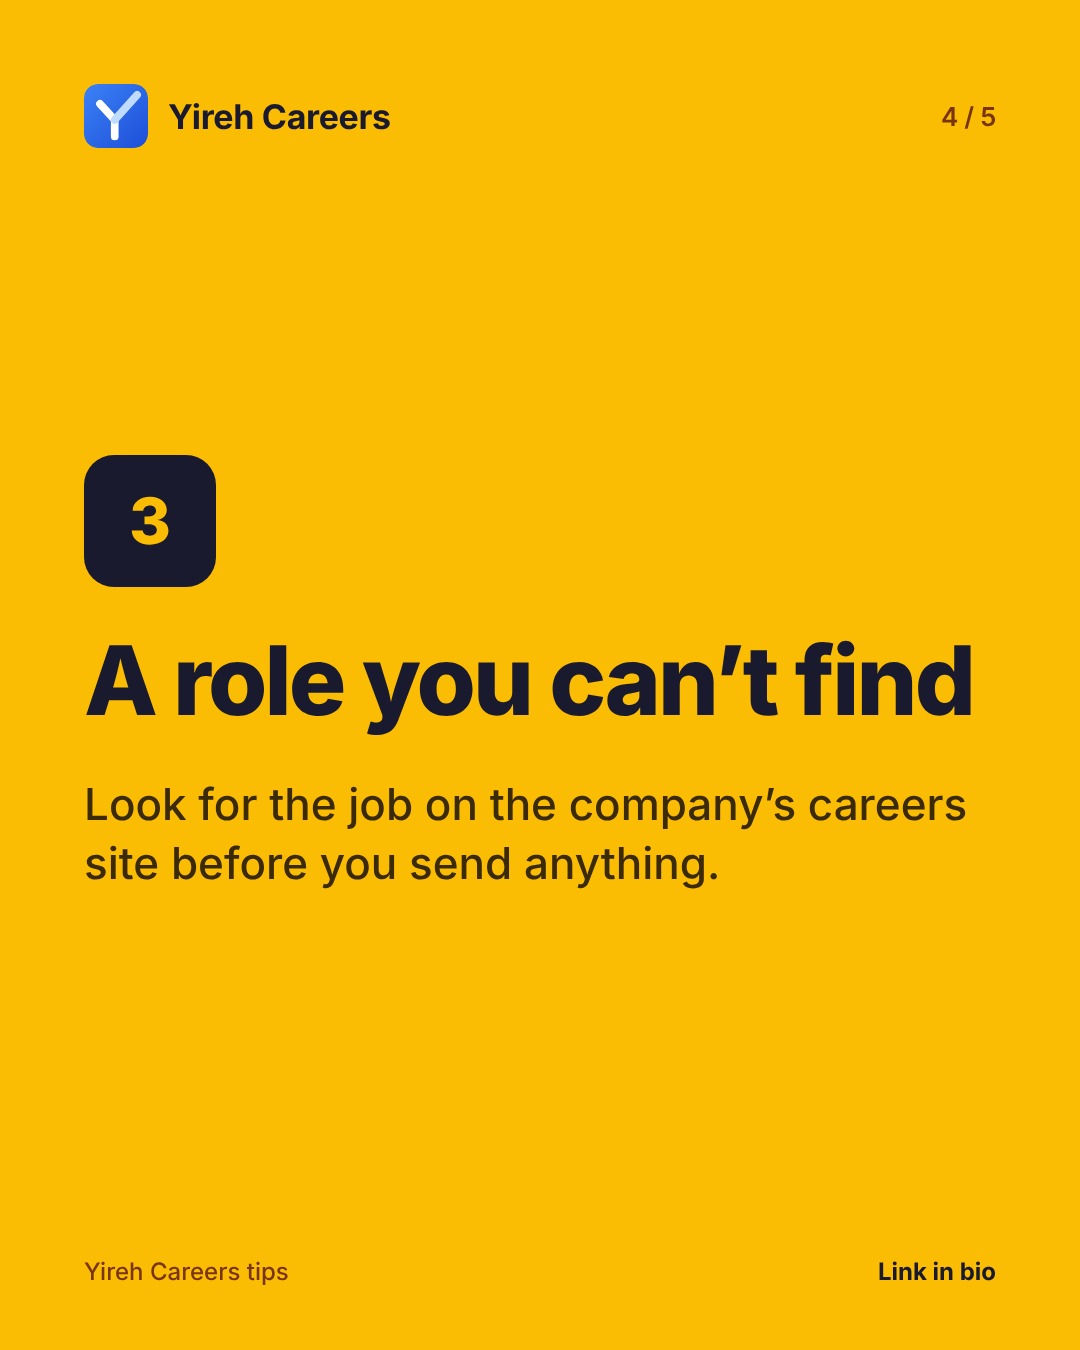 Yireh Careers
4 / 5
3
A role you can’t find
Look for the job on the company’s careers
site before you send anything.
Yireh Careers tips
Link in bio